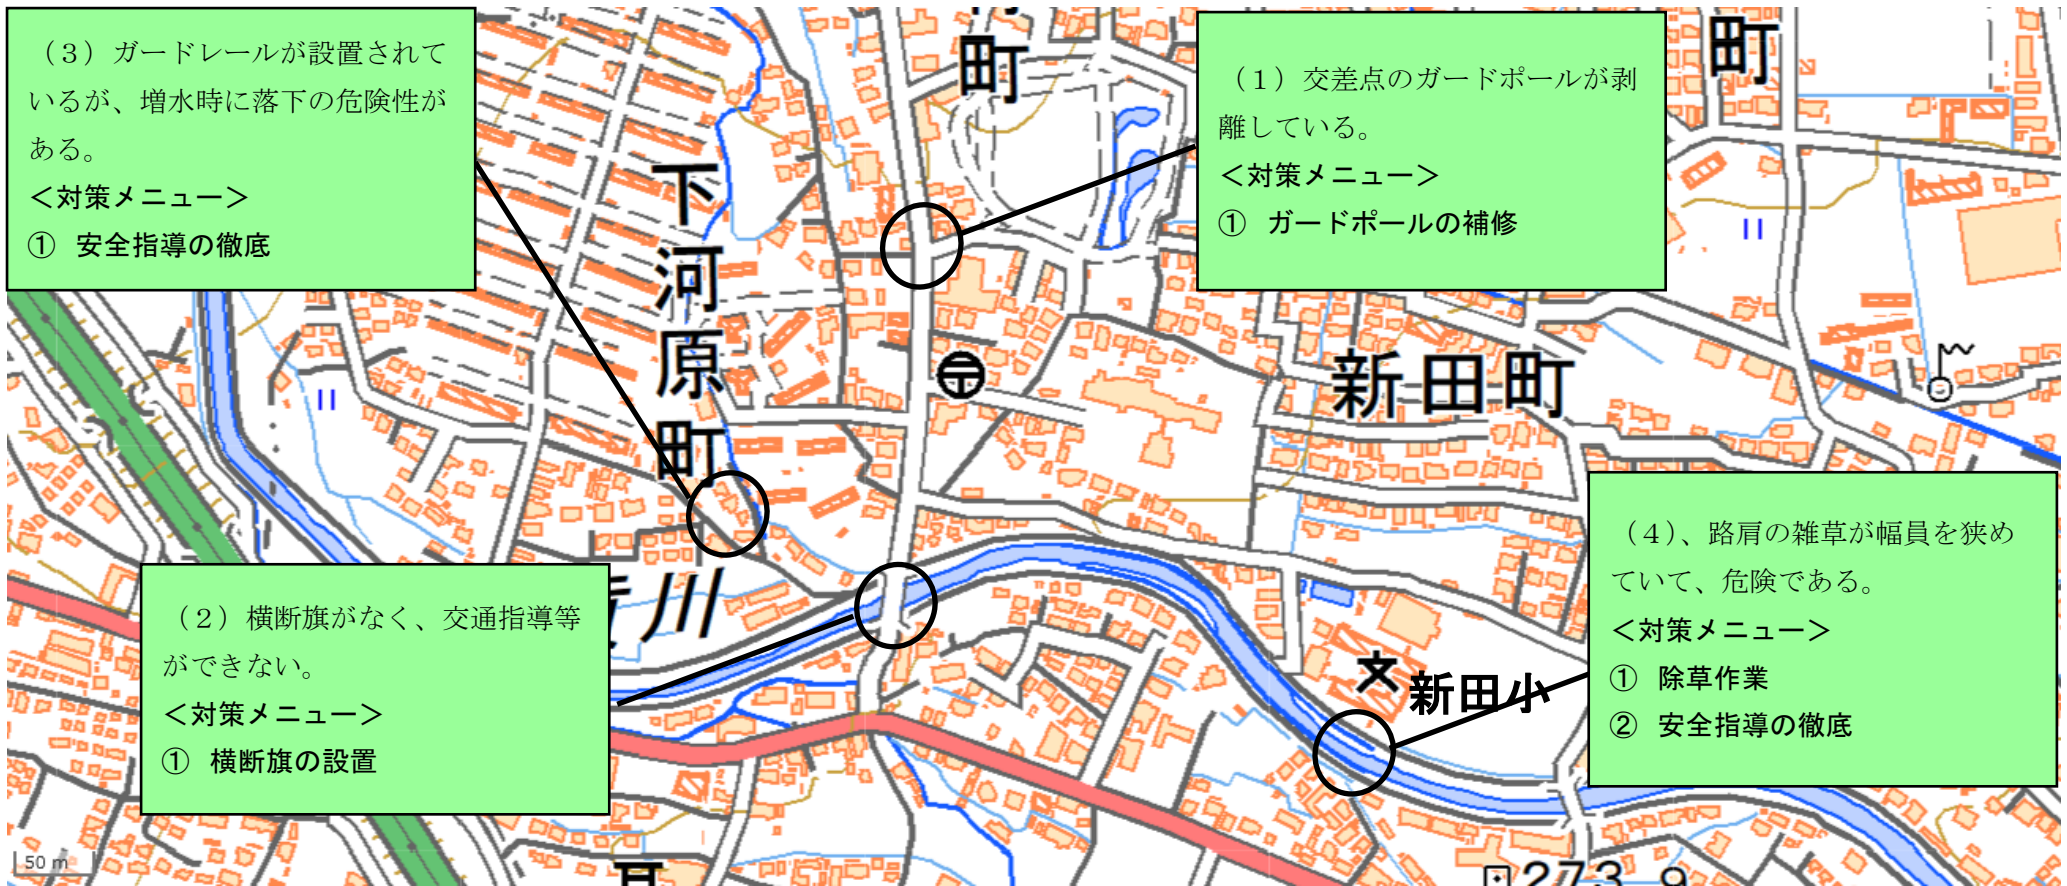 （３）ガードレールが設置されて
いるが、増水時に落下の危険性が
ある。
＜対策メニュー＞
① 安全指導の徹底
（１）交差点のガードポールが剥
離している。
＜対策メニュー＞
① ガードポールの補修
町
町
下河原町
新田町
（２）横断旗がなく、交通指導等
ができない。
＜対策メニュー＞
① 横断旗の設置
川
（４）、路肩の雑草が幅員を狭め
ていて、危険である。
＜対策メニュー＞
① 除草作業
② 安全指導の徹底
新田小
50 m
273